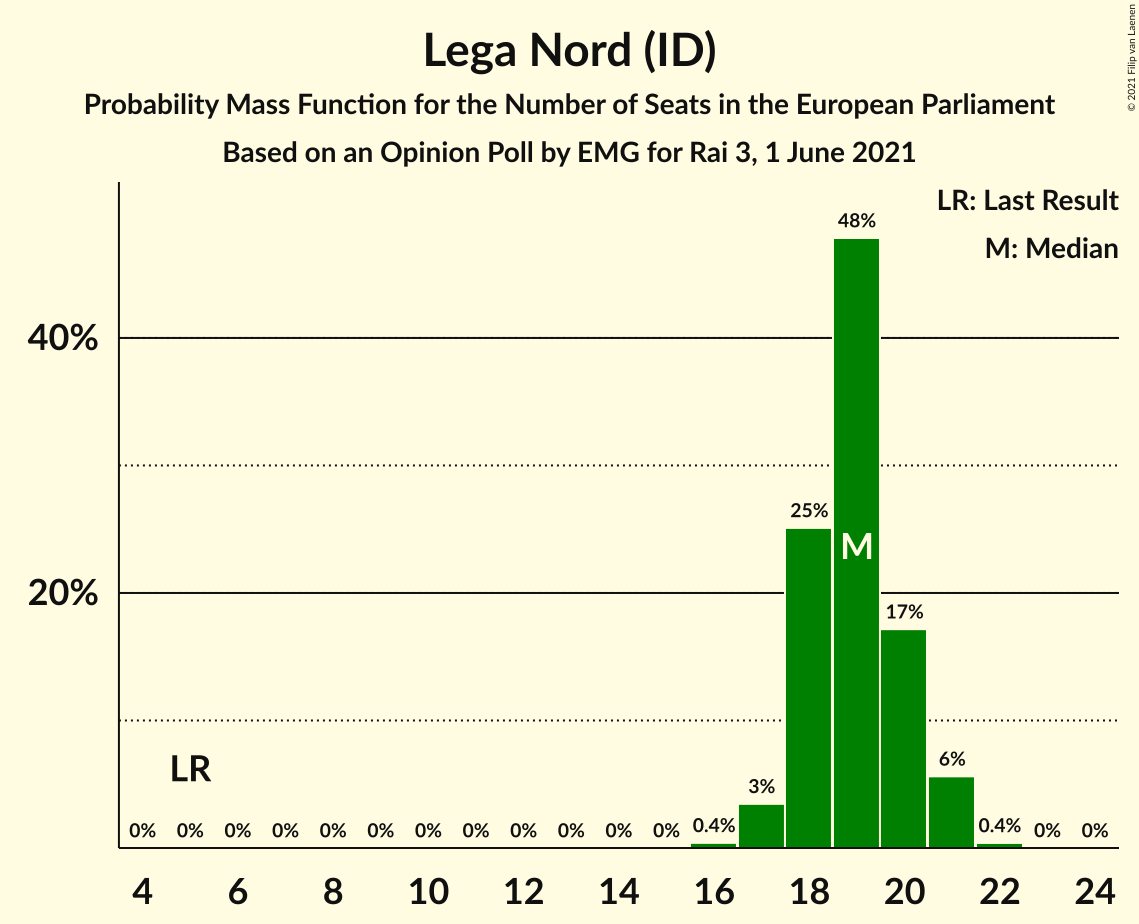 Lega Nord (ID)
Probability Mass Function for the Number of Seats in the European Parliament
Based on an Opinion Poll by EMG for Rai 3, 1 June 2021
© 2021 Filip van Laenen
LR: Last Result
M: Median
48%
40%
25%
M
20%
17%
LR
6%
3%
0% 0% 0% 0% 0% 0% 0% 0% 0% 0% 0% 0% 0.4% 0.4% 0% 0%
4 6 8 10 12 14 16 18 20 22 24